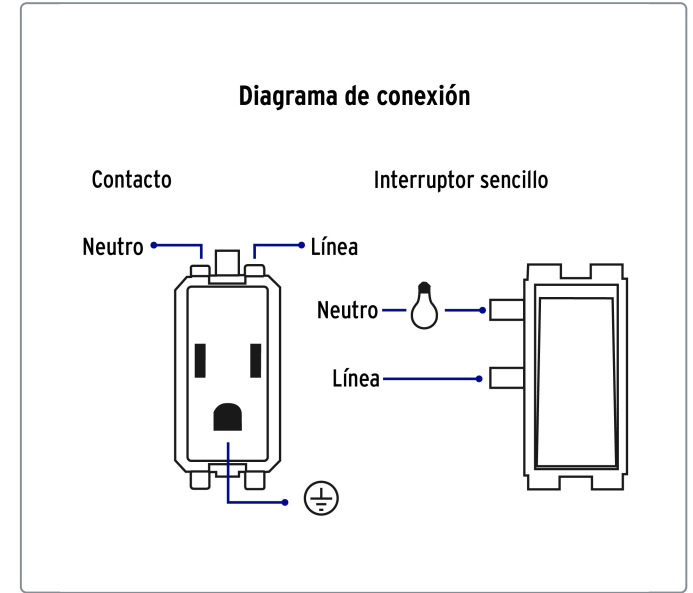 Diagrama de conexión
Contacto
Interruptor sencillo
Neutro
Línea
Neutro
Línea